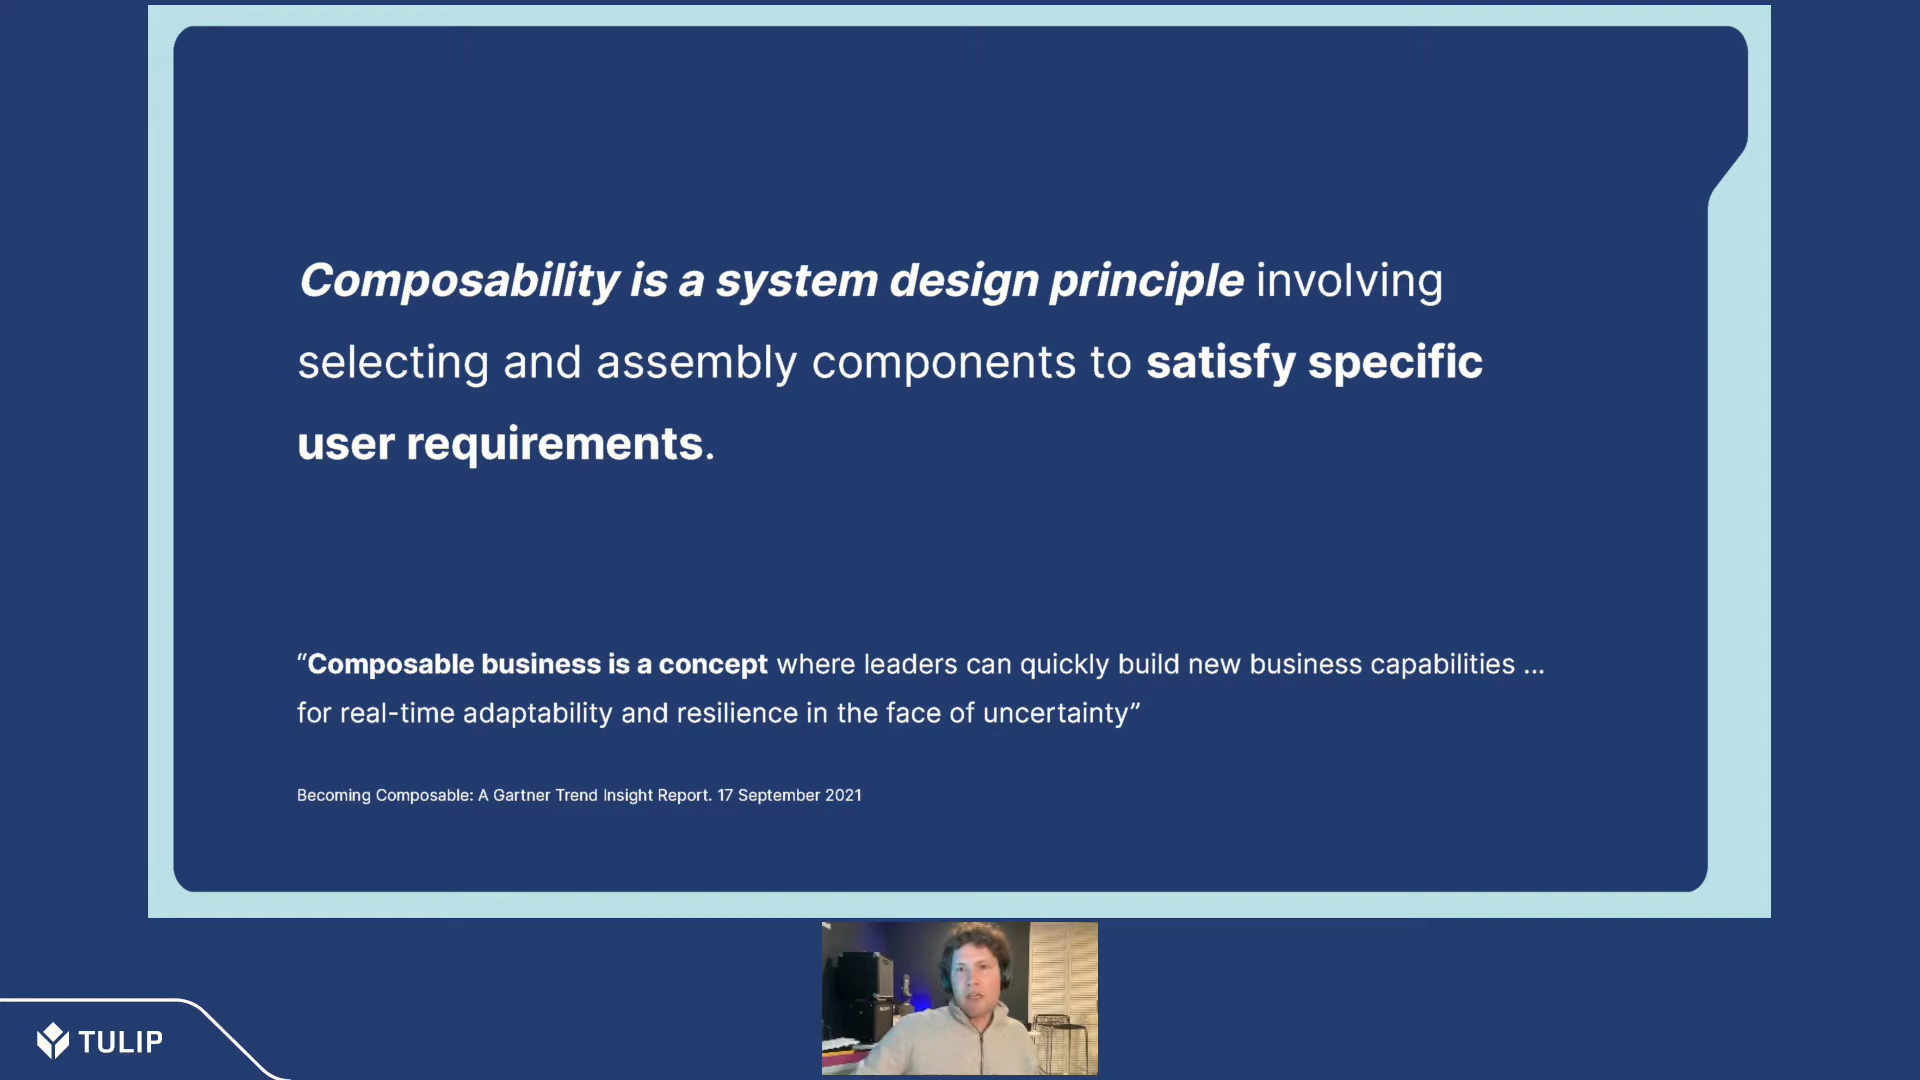 Composability is a system design principle involving
selecting and assembly components to satisfy specific
user requirements.
“Composable business is a concept where leaders can quickly build new business capabilities ...
for real-time adaptability and resilience in the face of uncertainty”
Becoming Composable: A Gartner Trend Insight Report. 17 September 2021
TULIP